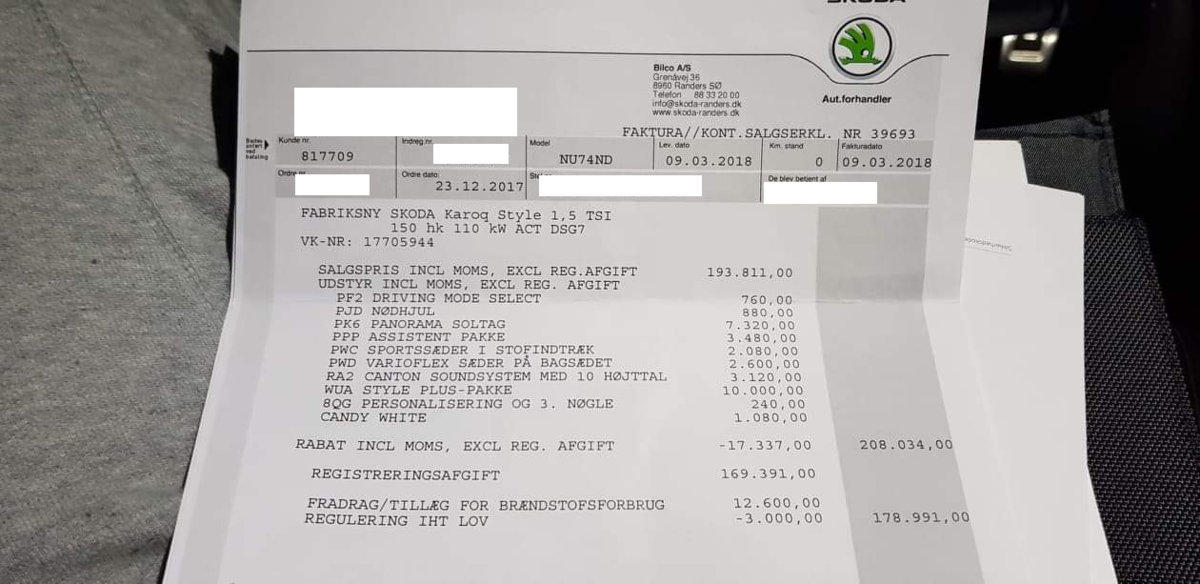 SKODA
Bilco A/S
Grenåvej 36
8960 Randers SØ
Telefon 88 33 20 00
info@skoda-randers.dk
www.skoda-randers.dk
Aut.forhandler
FAKTURA//KONT.SALGSERKL. NR 39693
Kunde nr. Indreg.nr. Model Lev. dato Km. stand Fakturadato
817709 NU74ND 09.03.2018 0 09.03.2018
Ordre nr. Ordre dato: De blev betjent af
23.12.2017
FABRIKSNY SKODA Karoq Style 1,5 TSI
150 hk 110 kW ACT DSG7
VK-NR: 17705944
SALGSPRIS INCL MOMS, EXCL REG.AFGIFT 193.811,00
UDSTYR INCL MOMS, EXCL REG. AFGIFT
PF2 DRIVING MODE SELECT 760,00
PJD NØDHJUL 880,00
PK6 PANORAMA SOLTAG 7.320,00
PPP ASSISTENT PAKKE 3.480,00
PWC SPORTSSÆDER I STOFINDTRÆK 2.080,00
PWD VARIOFLEX SÆDER PÅ BAGSÆDET 2.600,00
RA2 CANTON SOUNDSYSTEM MED 10 HØJTTAL 3.120,00
WUA STYLE PLUS-PAKKE 10.000,00
8QG PERSONALISERING OG 3. NØGLE 240,00
CANDY WHITE 1.080,00
RABAT INCL MOMS, EXCL REG. AFGIFT -17.337,00 208.034,00
REGISTRERINGSAFGIFT 169.391,00
FRADRAG/TILLÆG FOR BRÆNDSTOFSFORBRUG 12.600,00
REGULERING IHT LOV -3.000,00 178.991,00